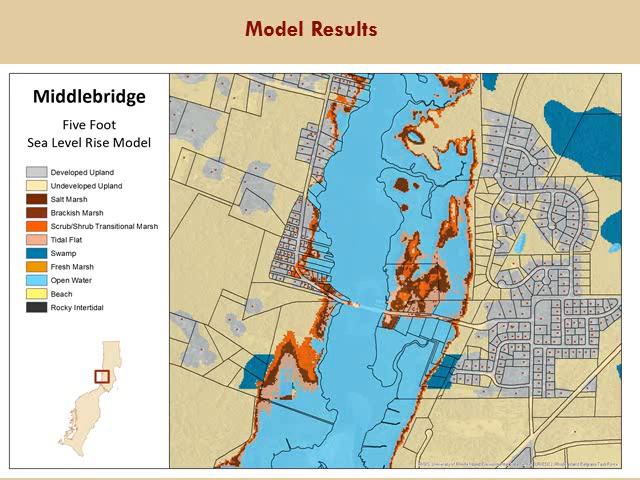 Model Results
Middlebridge
Five Foot
Sea Level Rise Model
Developed Upland
Undeveloped Upland
Salt Marsh
Brackish Marsh
Scrub/Shrub Transitional Marsh
Tidal Flat
Swamp
Fresh Marsh
Open Water
Beach
Rocky Intertidal